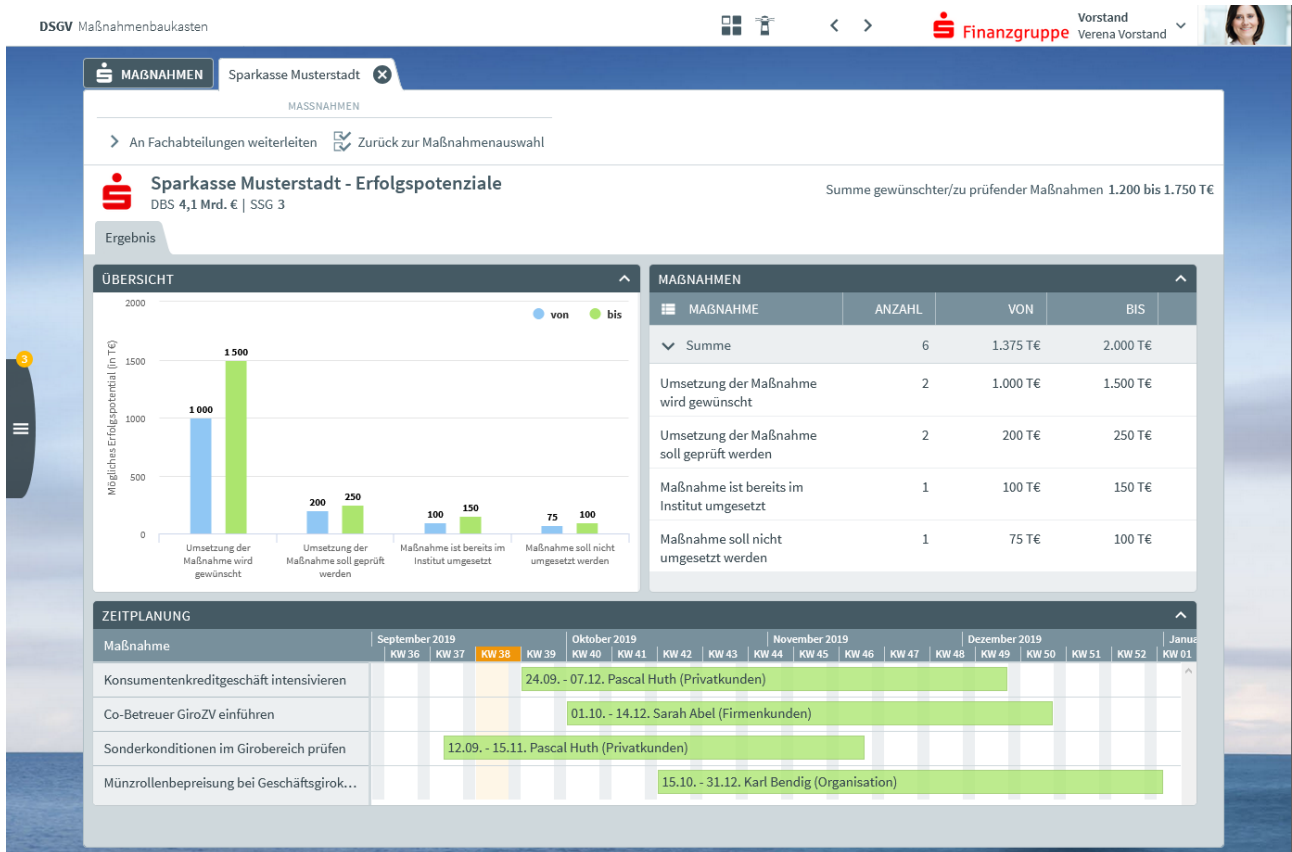 DSGV Maßnahmenbaukasten
Finanzgruppe
Vorstand
Verena Vorstand
MAßNAHMEN
Sparkasse Musterstadt
MASSNAHMEN
An Fachabteilungen weiterleiten
Zurück zur Maßnahmenauswahl
Sparkasse Musterstadt - Erfolgspotenziale
DBS 4,1 Mrd. € | SSG 3
Summe gewünschter/zu prüfender Maßnahmen 1.200 bis 1.750 T€
Ergebnis
3
ÜBERSICHT
von bis
Mögliches Erfolgspotential (in T€)
2000
1500
1000
500
0
1 000
1 500
200
250
100
150
75
100
Umsetzung der
Maßnahme wird
gewünscht
Umsetzung der
Maßnahme soll geprüft
werden
Maßnahme ist bereits im
Institut umgesetzt
Maßnahme soll nicht
umgesetzt werden
MAßNAHMEN
MAßNAHME ANZAHL VON BIS
Summe 6 1.375 T€ 2.000 T€
Umsetzung der Maßnahme 2 1.000 T€ 1.500 T€
wird gewünscht
Umsetzung der Maßnahme 2 200 T€ 250 T€
soll geprüft werden
Maßnahme ist bereits im 1 100 T€ 150 T€
Institut umgesetzt
Maßnahme soll nicht 1 75 T€ 100 T€
umgesetzt werden
ZEITPLANUNG
Maßnahme
September 2019 Oktober 2019 November 2019 Dezember 2019 Janua
KW 36 KW 37 KW 38 KW 39 KW 40 KW 41 KW 42 KW 43 KW 44 KW 45 KW 46 KW 47 KW 48 KW 49 KW 50 KW 51 KW 52 KW 01
Konsumentenkreditgeschäft intensivieren 24.09. - 07.12. Pascal Huth (Privatkunden)
Co-Betreuer GiroZV einführen 01.10. - 14.12. Sarah Abel (Firmenkunden)
Sonderkonditionen im Girobereich prüfen 12.09. - 15.11. Pascal Huth (Privatkunden)
Münzrollenbepreisung bei Geschäftsgirok... 15.10. - 31.12. Karl Bendig (Organisation)